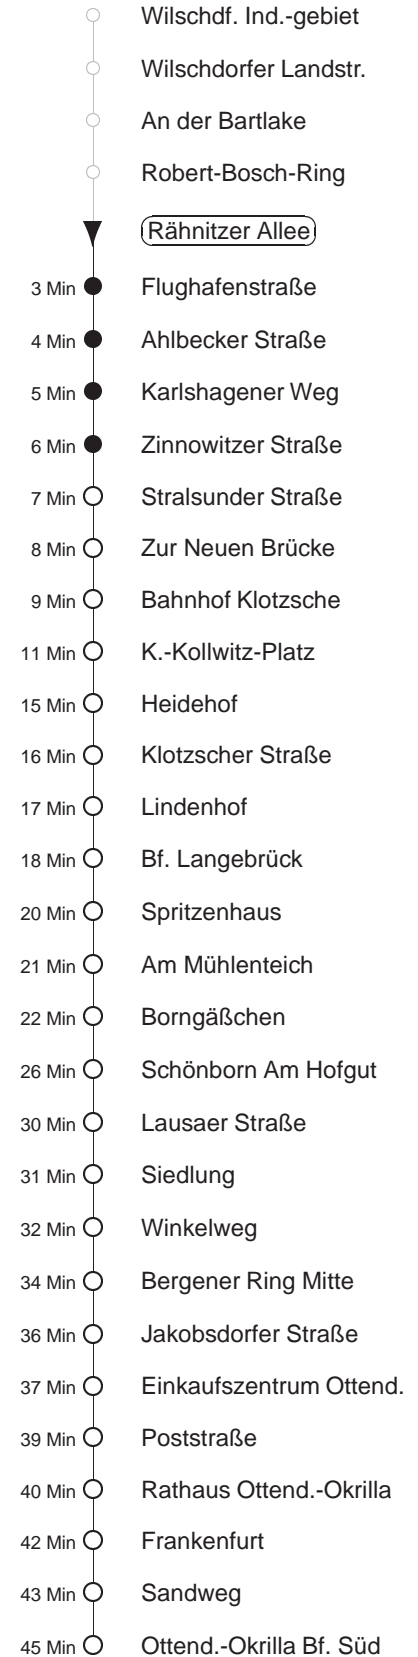 Wilschdf. Ind.-gebiet
Wilschdorfer Landstr.
An der Bartlake
Robert-Bosch-Ring
Rähnitzer Allee
3 Min Flughafenstraße
4 Min Ahlbecker Straße
5 Min Karlshagener Weg
6 Min Zinnowitzer Straße
7 Min Stralsunder Straße
8 Min Zur Neuen Brücke
9 Min Bahnhof Klotzsche
11 Min K.-Kollwitz-Platz
15 Min Heidehof
16 Min Klotzscher Straße
17 Min Lindenhof
18 Min Bf. Langebrück
20 Min Spritzenhaus
21 Min Am Mühlenteich
22 Min Borngäßchen
26 Min Schönborn Am Hofgut
30 Min Lausaer Straße
31 Min Siedlung
32 Min Winkelweg
34 Min Bergener Ring Mitte
36 Min Jakobsdorfer Straße
37 Min Einkaufszentrum Ottend.
39 Min Poststraße
40 Min Rathaus Ottend.-Okrilla
42 Min Frankenfurt
43 Min Sandweg
45 Min Ottend.-Okrilla Bf. Süd